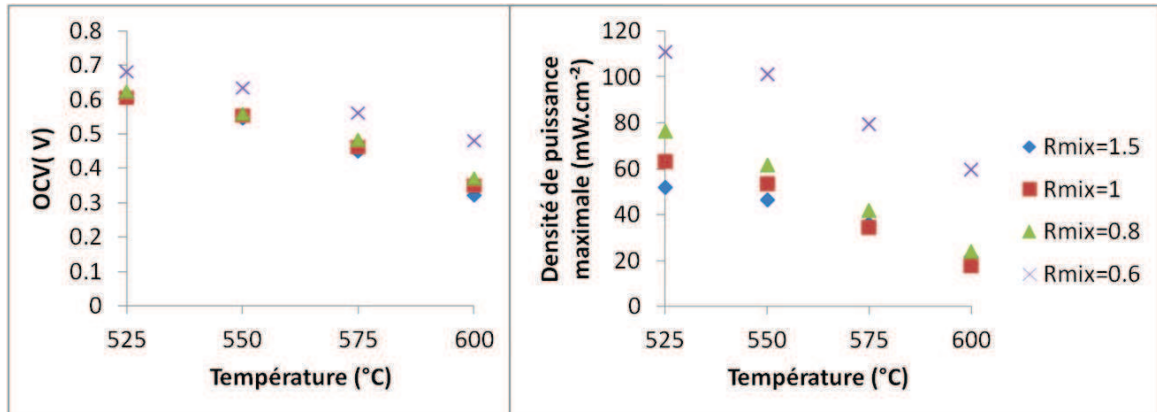 0.8
0.7
0.6
0.5
0.4
0.3
0.2
0.1
0
OCV( V)
525 550 575 600
Température (°C)
120
100
80
60
40
20
0
Densité de puissance
maximale (mW.cm⁻²)
525 550 575 600
Température (°C)
Rmix=1.5
Rmix=1
Rmix=0.8
Rmix=0.6